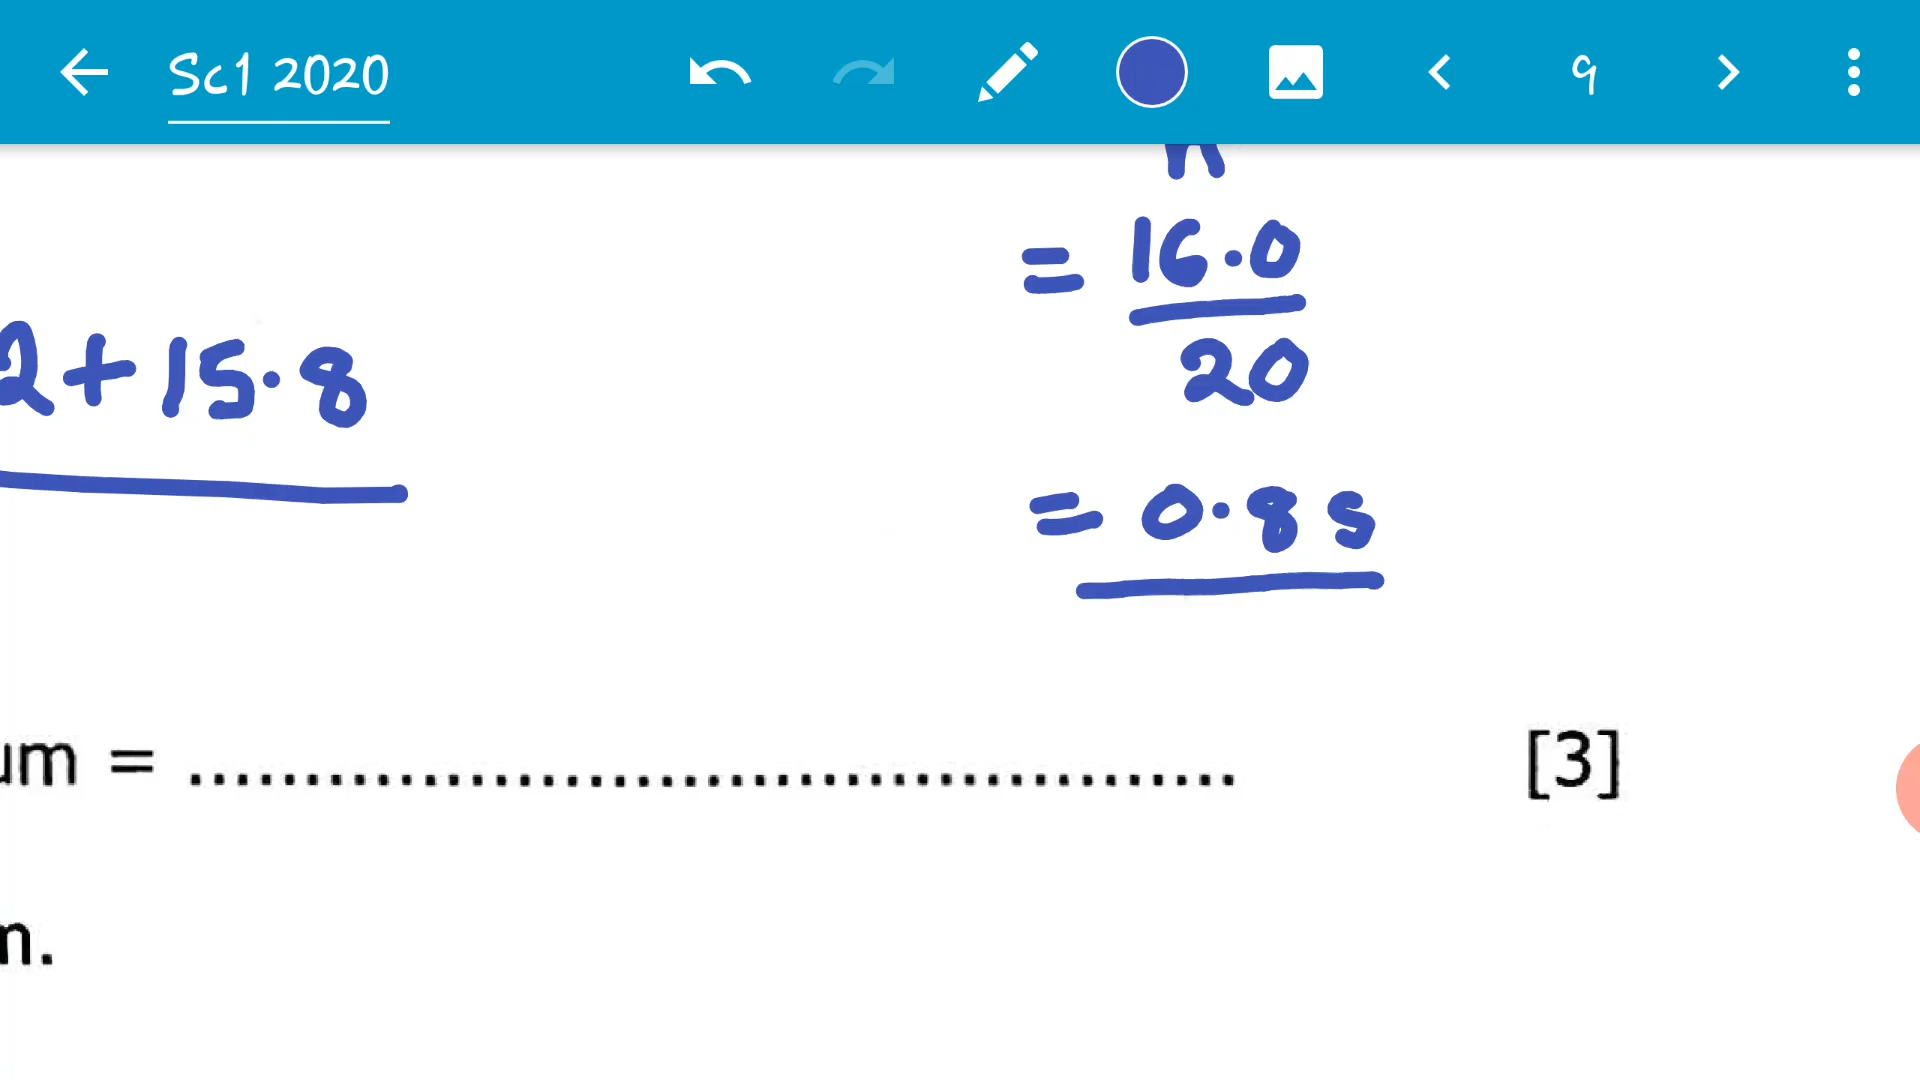 Sc1 2020 9
n
= 16.0
20
2 + 15.8
= 0.8 s
um = ............................................. [3]
n.